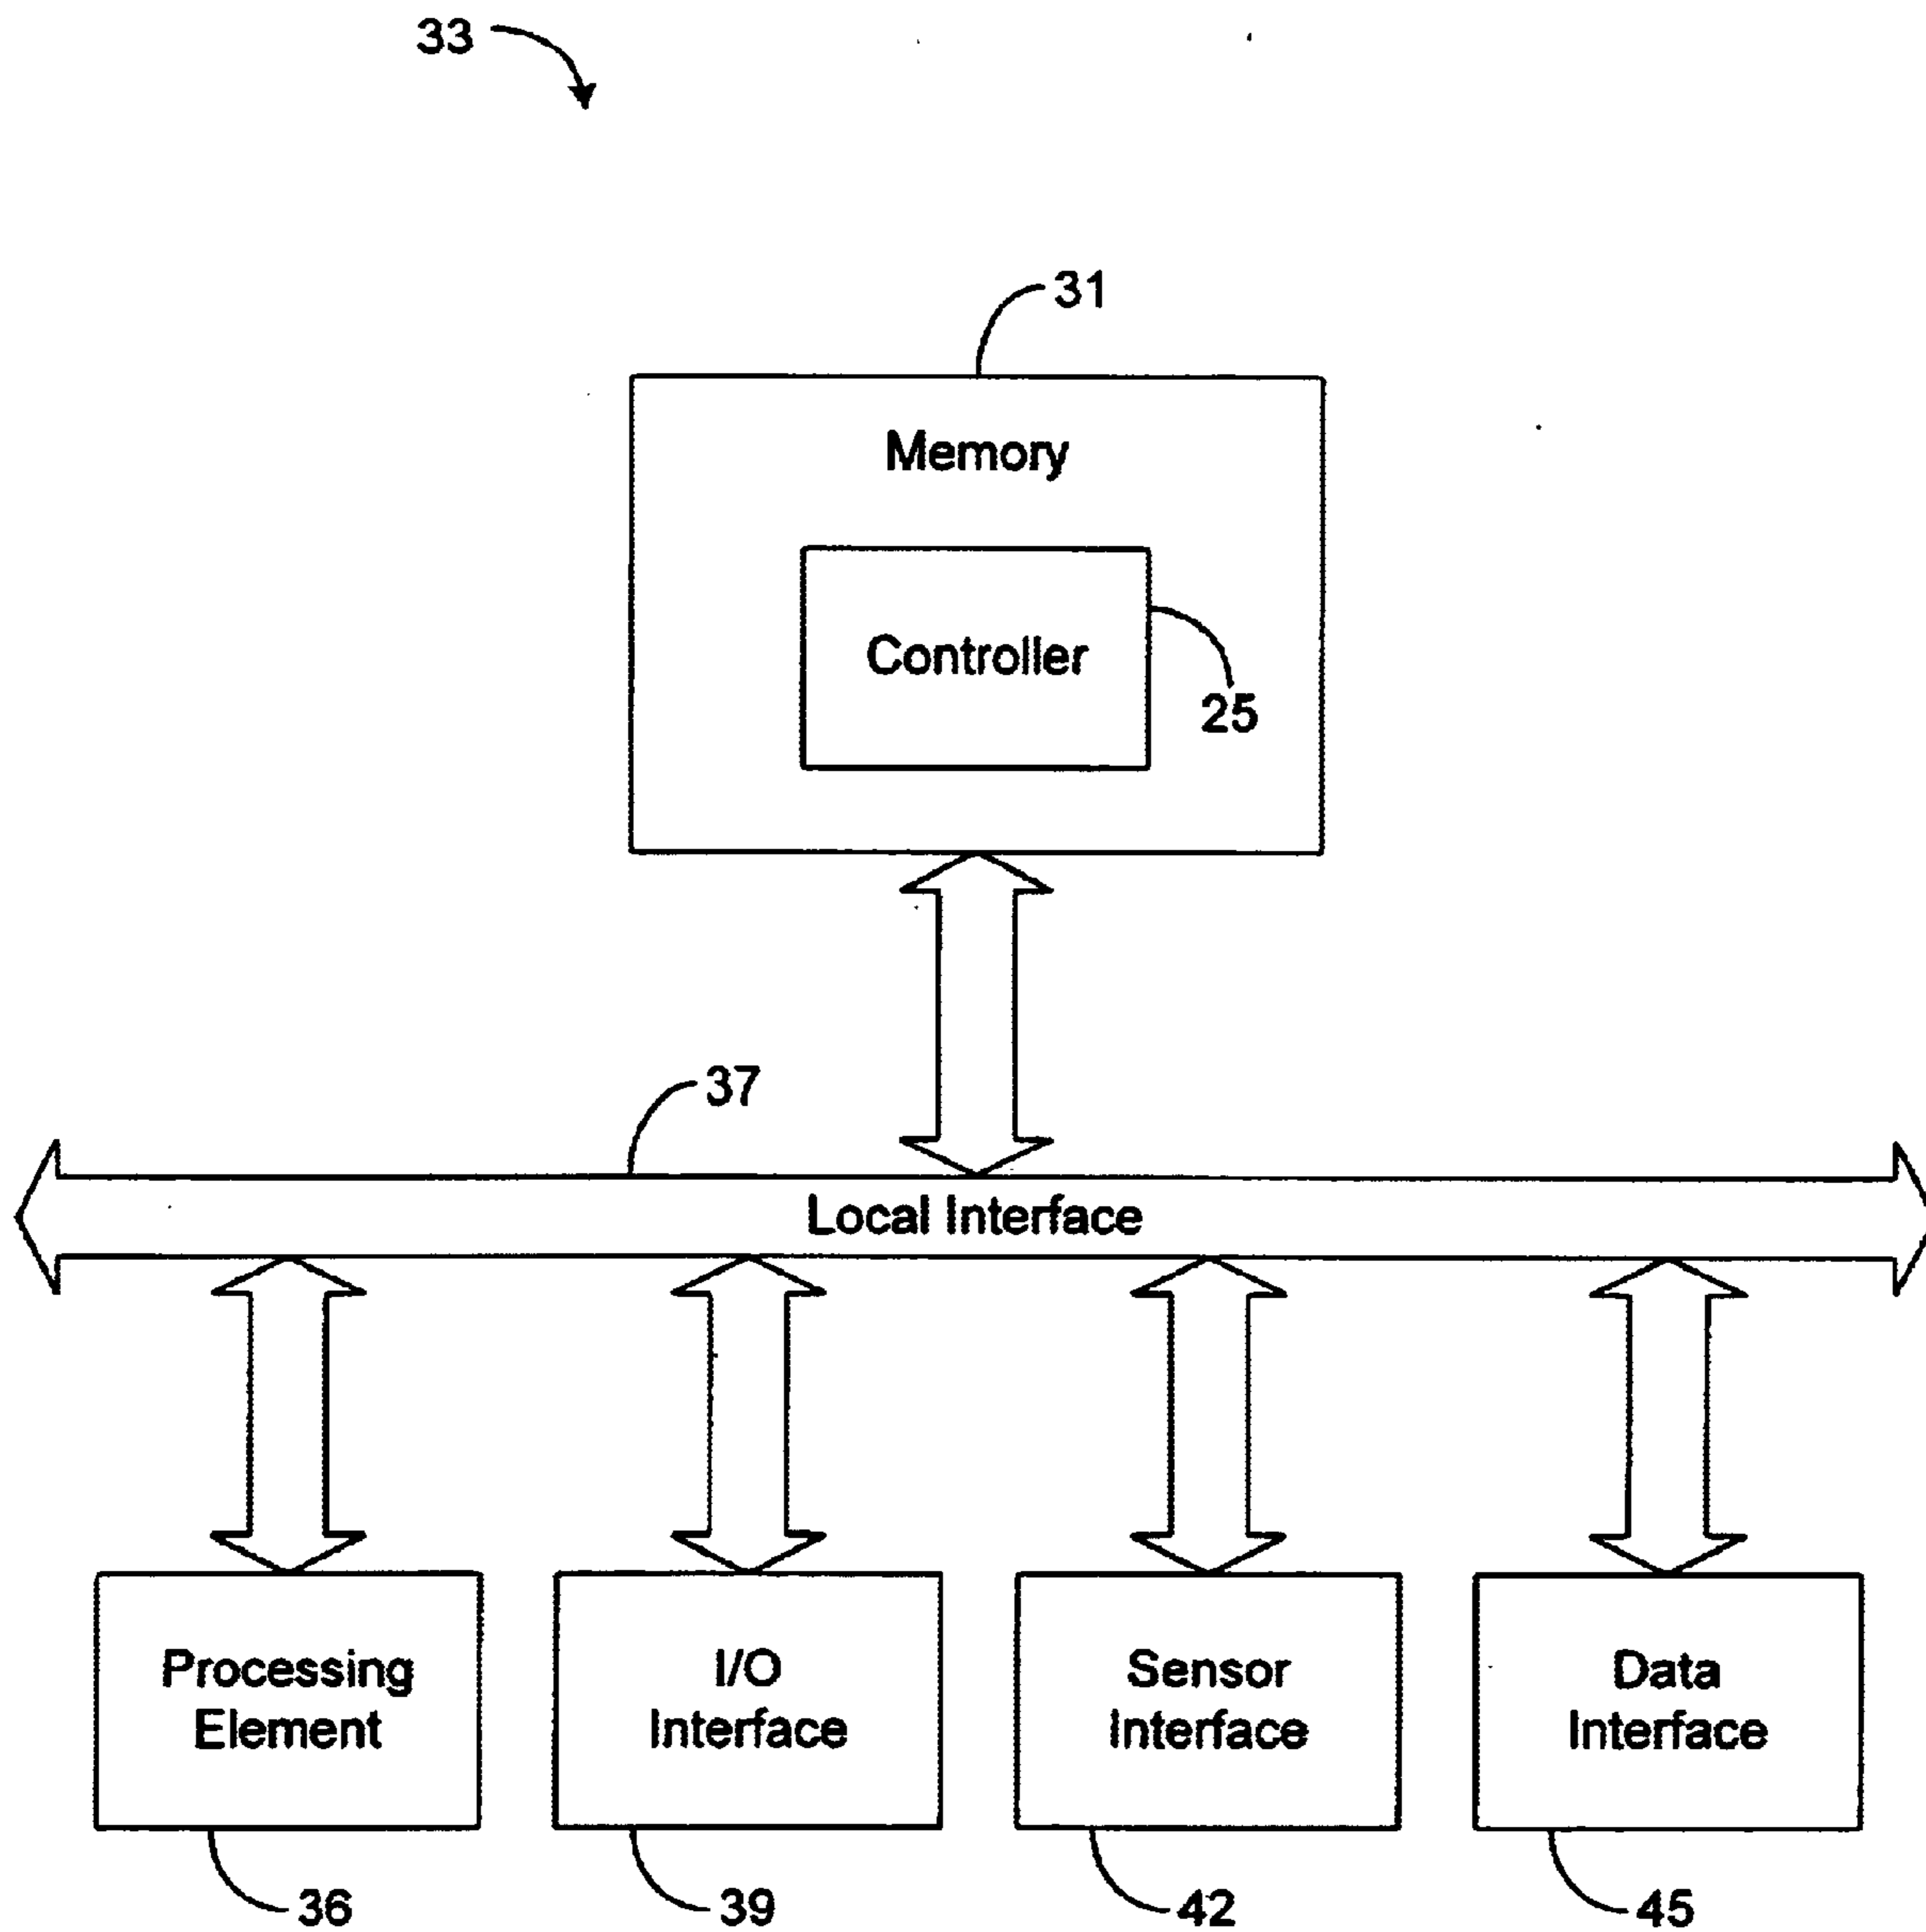 33
31
Memory
Controller
25
37
Local Interface
Processing
Element
I/O
Interface
Sensor
Interface
Data
Interface
36
39
42
45